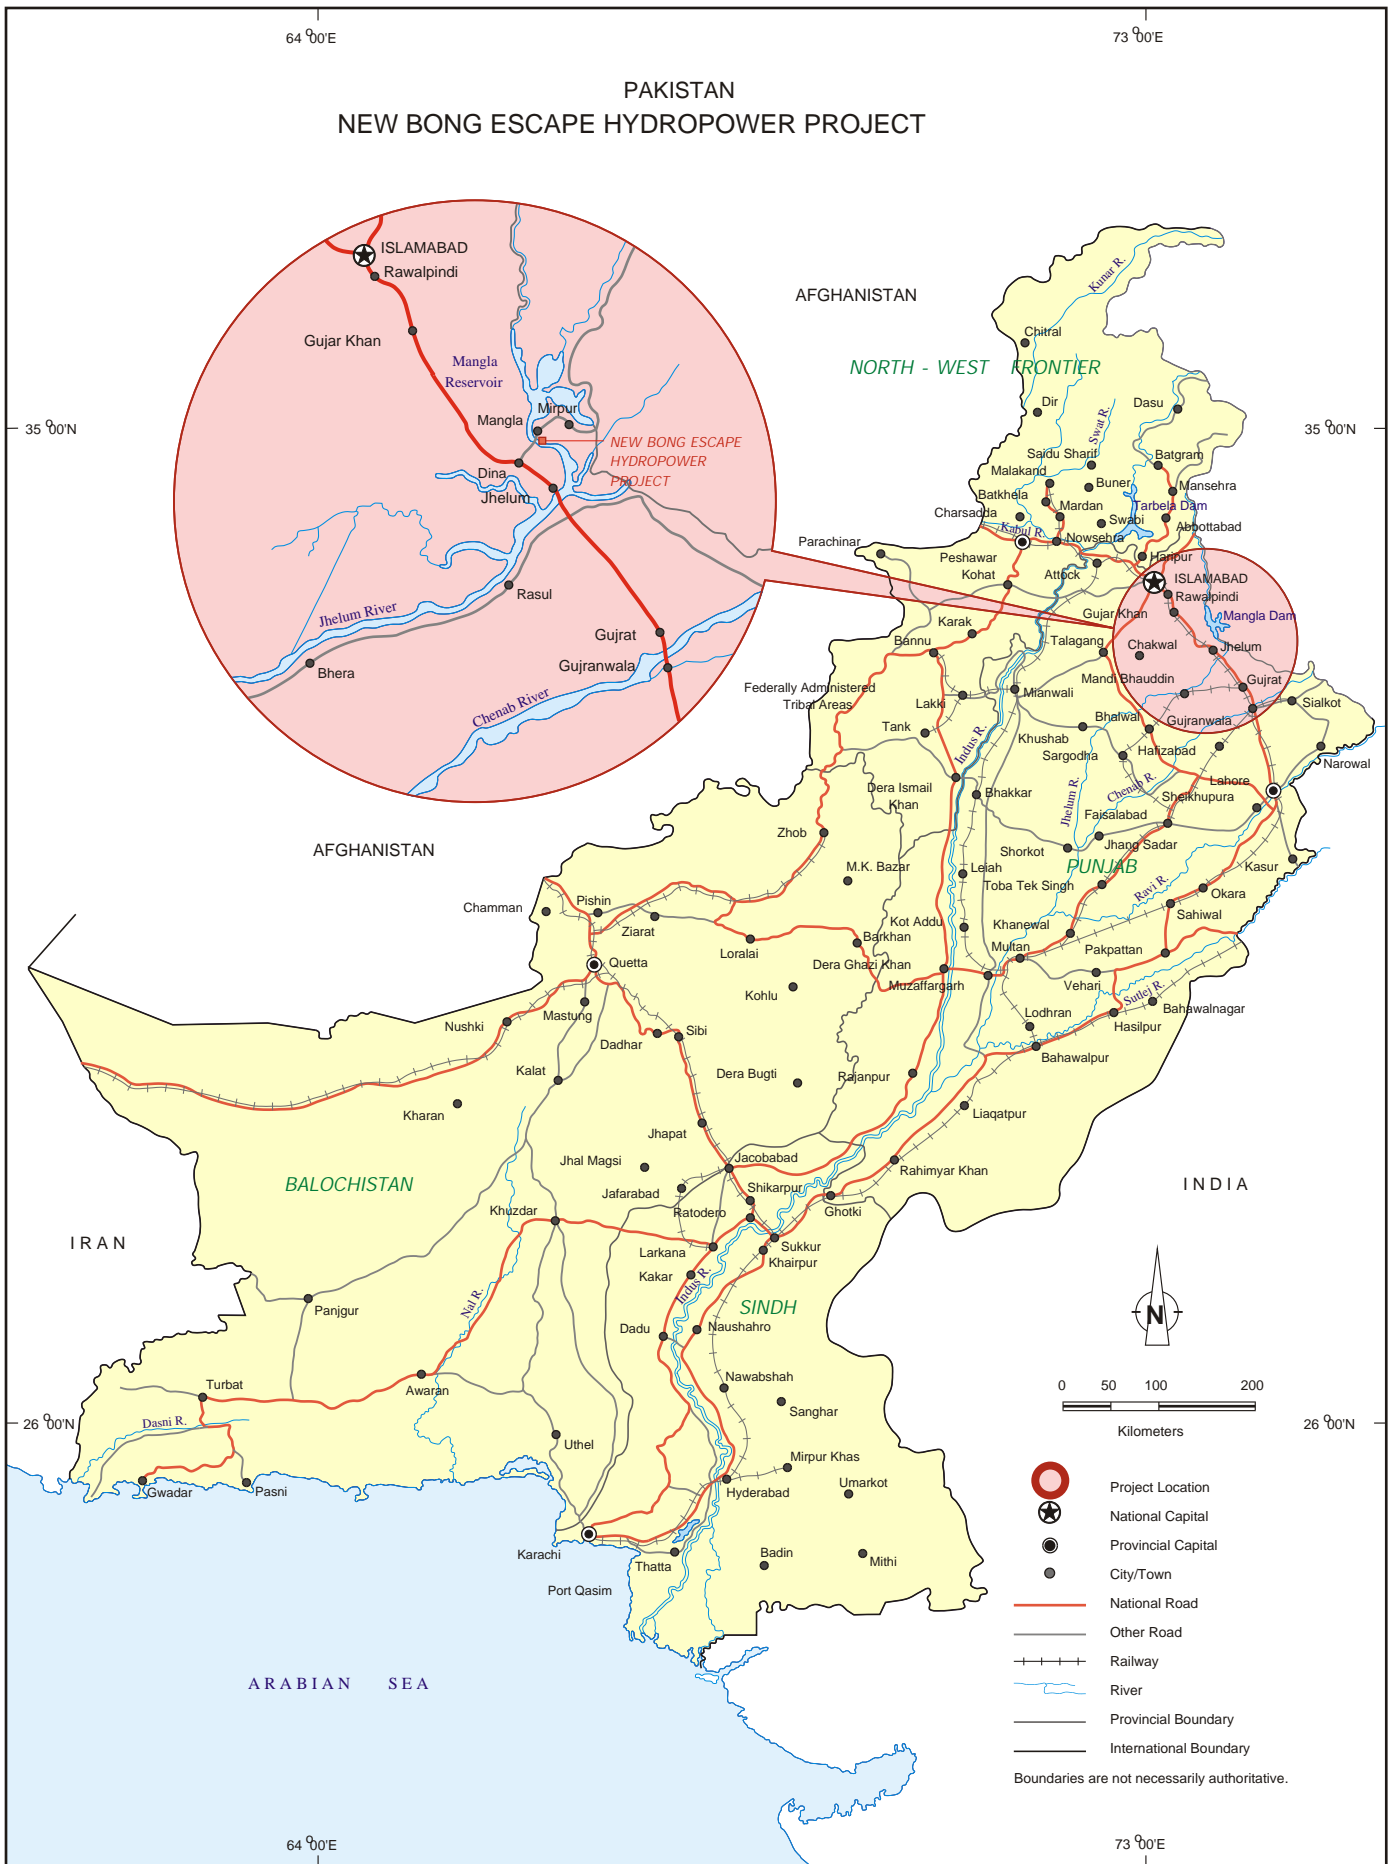 64 °00'E
73 °00'E
PAKISTAN
NEW BONG ESCAPE HYDROPOWER PROJECT
ISLAMABAD
Rawalpindi
Gujar Khan
Mangla
Reservoir
Mangla
Mirpur
NEW BONG ESCAPE
HYDROPOWER
PROJECT
Dina
Jhelum
Rasul
Jhelum River
Bhera
Gujrat
Gujranwala
Chenab River
AFGHANISTAN
Kunar R.
Chitral
NORTH - WEST FRONTIER
35 °00'N
35 °00'N
Dir
Swat R.
Dasu
Saidu Sharif
Malakand
Batgram
Batkhela
Buner
Mansehra
Charsadda
Mardan
Tarbela Dam
Swabi
Abbottabad
Kabul R.
Nowsehra
Parachinar
Peshawar
Haripur
Kohat
Attock
ISLAMABAD
Rawalpindi
Gujar Khan
Mangla Dam
Karak
Bannu
Talagang
Chakwal
Jhelum
Federally Administered
Tribal Areas
Lakki
Mianwali
Mandi Bhauddin
Gujrat
Sialkot
Tank
Indus R.
Khushab
Bhalwal
Gujranwala
Sargodha
Hafizabad
Narowal
Dera Ismail
Khan
Bhakkar
Jhelum R.
Chenab R.
Lahore
Sheikhupura
Faisalabad
Zhob
AFGHANISTAN
Shorkot
Jhang Sadar
M.K. Bazar
Leiah
PUNJAB
Kasur
Toba Tek Singh
Ravi R.
Okara
Chamman
Pishin
Ziarat
Kot Addu
Khanewal
Sahiwal
Loralai
Barkhan
Multan
Pakpattan
Quetta
Dera Ghazi Khan
Muzaffargarh
Vehari
Kohlu
Sutlej R.
Bahawalnagar
Mastung
Nushki
Lodhran
Hasilpur
Dadhar
Sibi
Bahawalpur
Kalat
Dera Bugti
Rajanpur
Kharan
Liaqatpur
Jhapat
Jhal Magsi
Jacobabad
Rahimyar Khan
BALOCHISTAN
INDIA
Jafarabad
Shikarpur
Ratodero
Ghotki
Khuzdar
IRAN
Larkana
Sukkur
Khairpur
Kakar
Indus R.
Nal R.
SINDH
Panjgur
N
Dadu
Naushahro
Turbat
Awaran
Nawabshah
0 50 100 200
Sanghar
26 °00'N
26 °00'N
Dasni R.
Kilometers
Uthel
Mirpur Khas
Gwadar
Pasni
Hyderabad
Umarkot
Project Location
National Capital
Karachi
Thatta
Badin
Mithi
Provincial Capital
Port Qasim
City/Town
National Road
Other Road
Railway
ARABIAN SEA
River
Provincial Boundary
International Boundary
Boundaries are not necessarily authoritative.
64 °00'E
73 °00'E